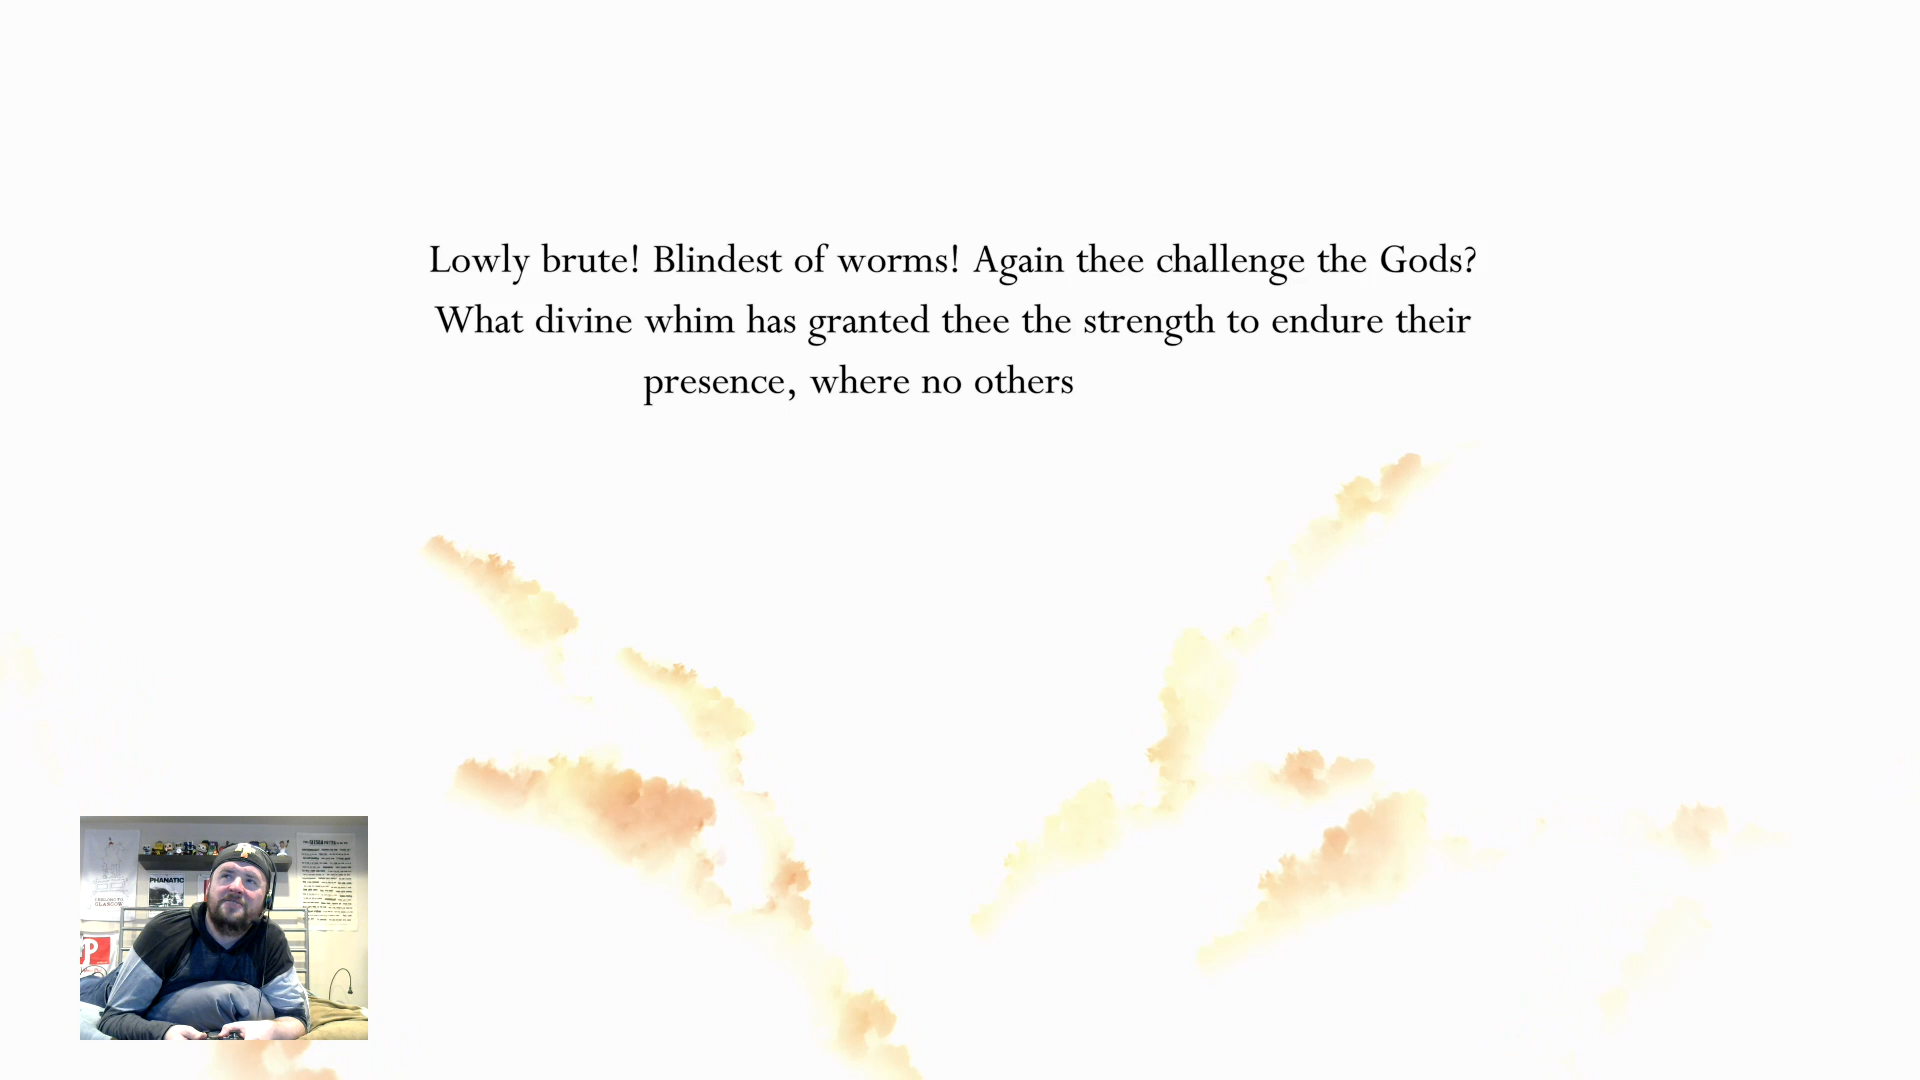 Lowly brute! Blindest of worms! Again thee challenge the Gods?
What divine whim has granted thee the strength to endure their
presence, where no others
PHANATIC
P